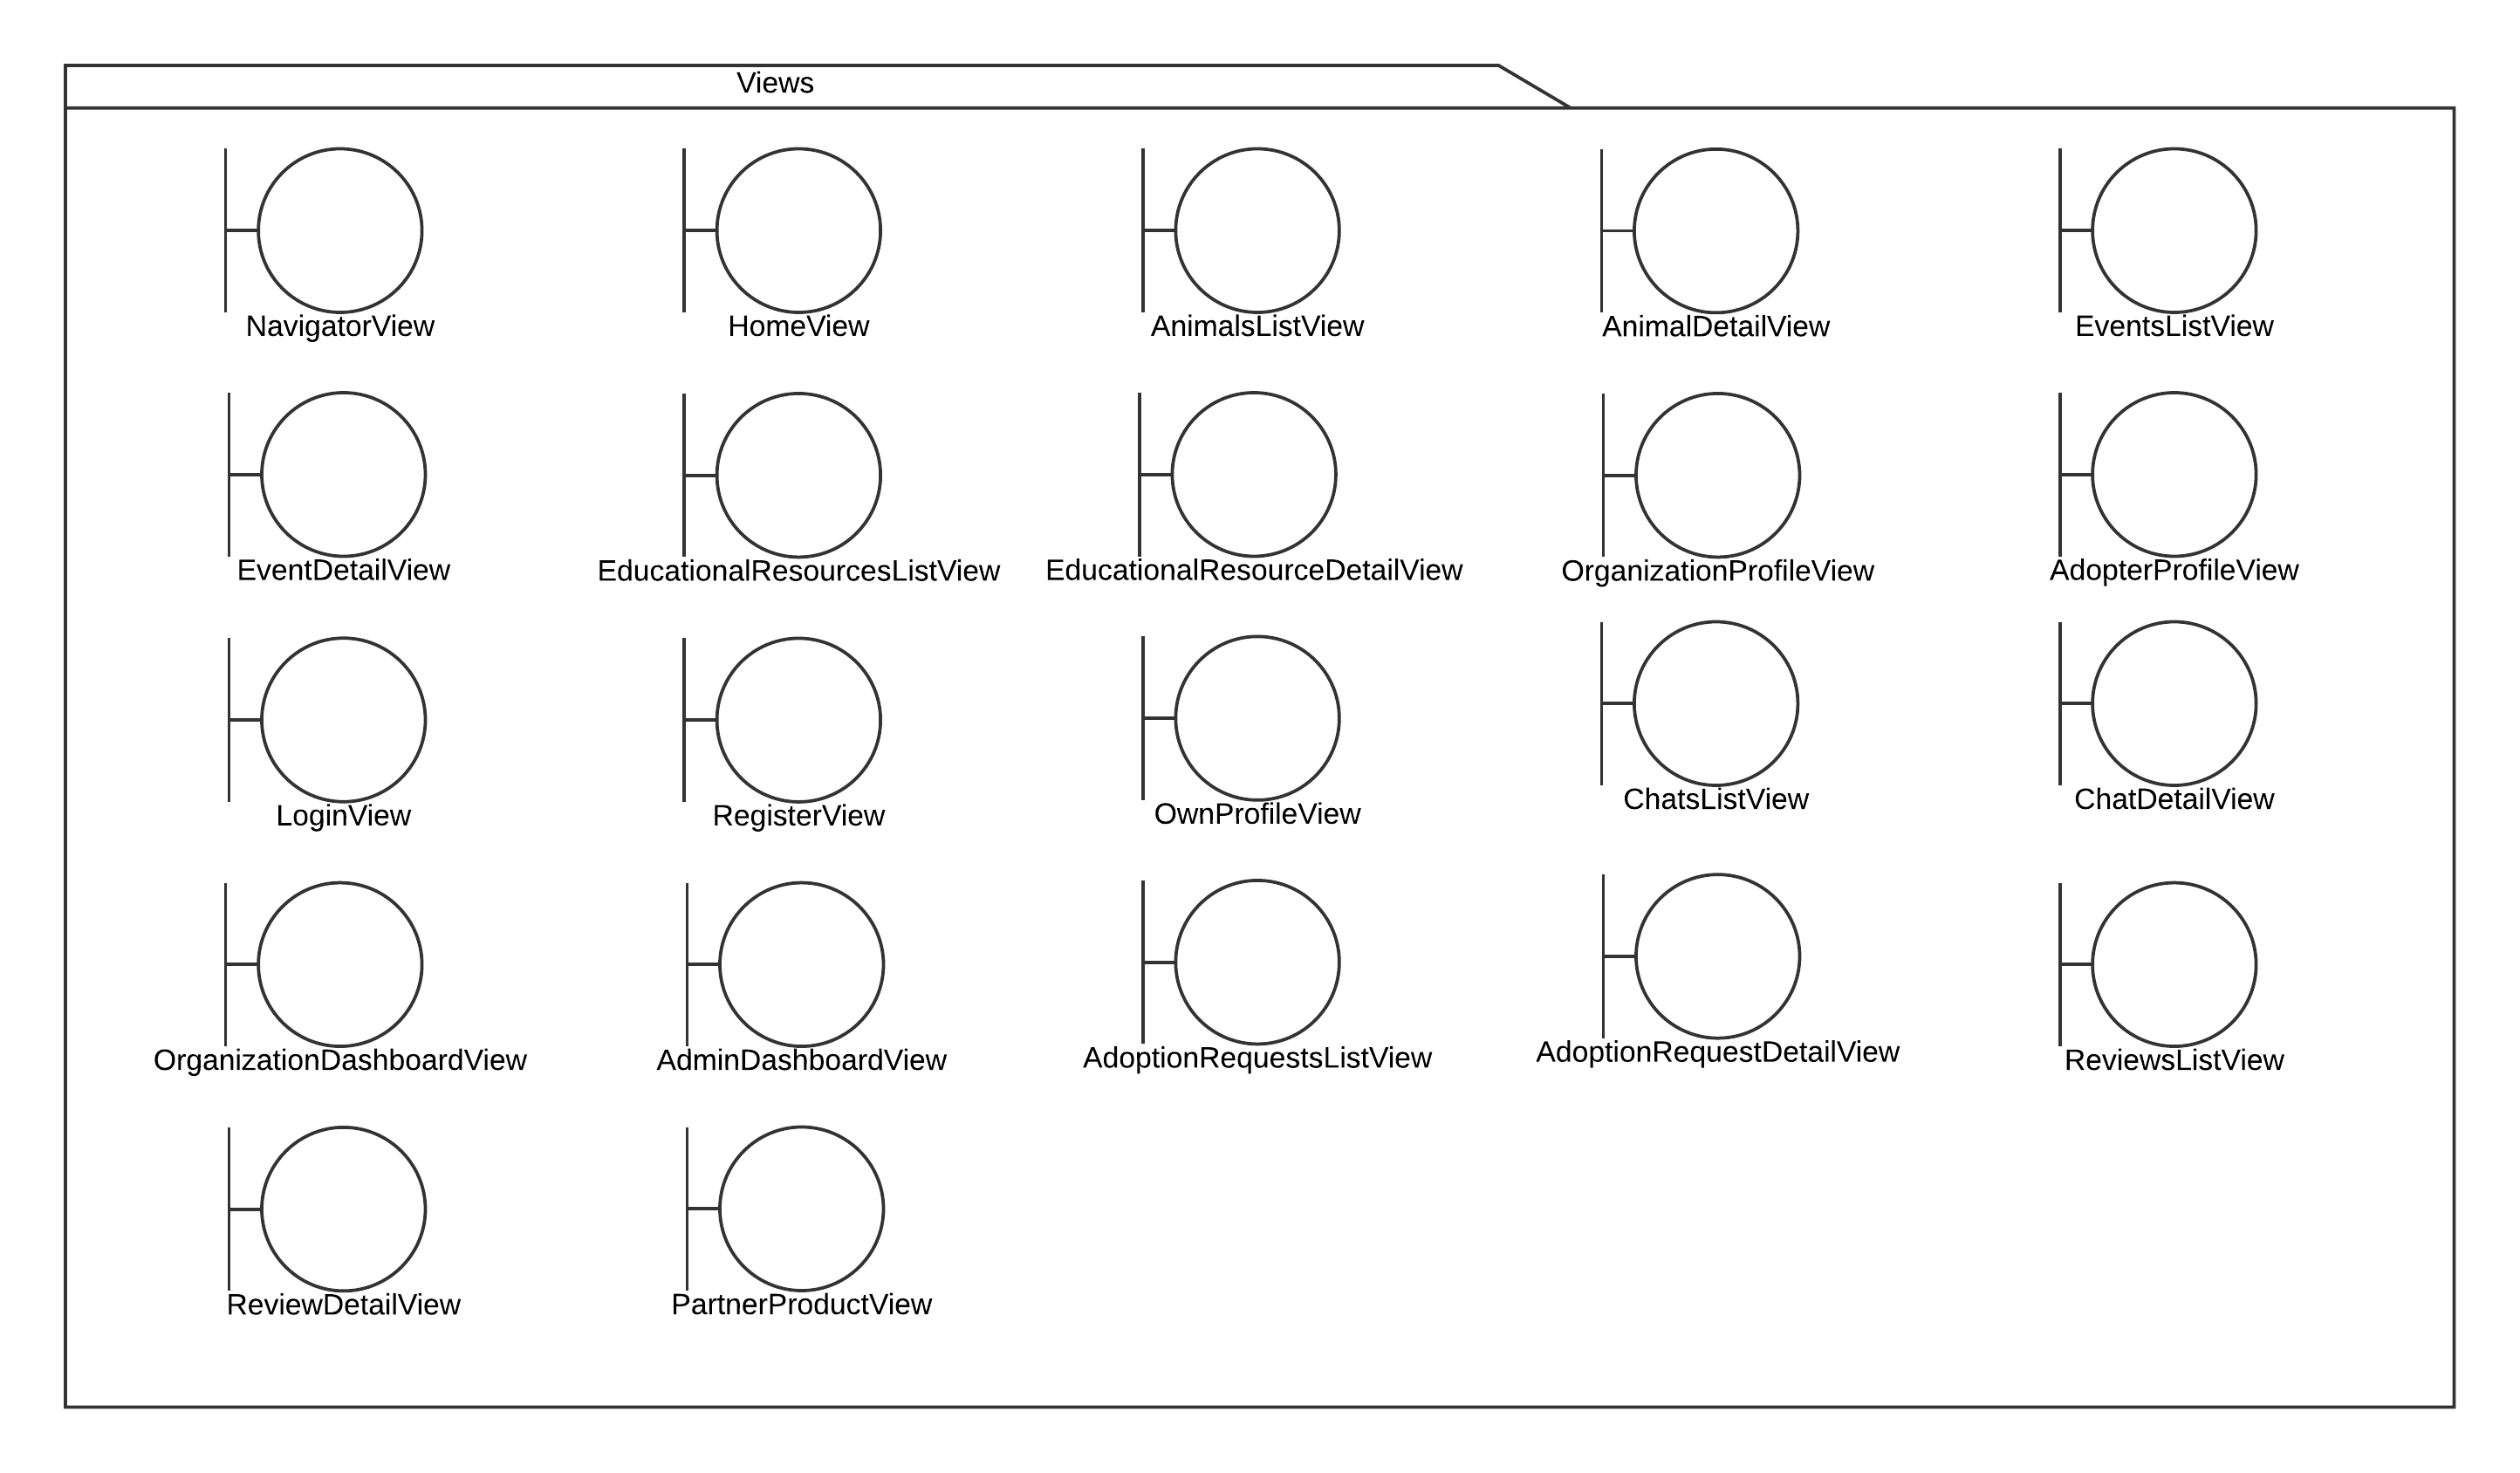 Views
NavigatorView
HomeView
AnimalsListView
AnimalDetailView
EventsListView
EventDetailView
EducationalResourcesListView
EducationalResourceDetailView
OrganizationProfileView
AdopterProfileView
LoginView
RegisterView
OwnProfileView
ChatsListView
ChatDetailView
OrganizationDashboardView
AdminDashboardView
AdoptionRequestsListView
AdoptionRequestDetailView
ReviewsListView
ReviewDetailView
PartnerProductView